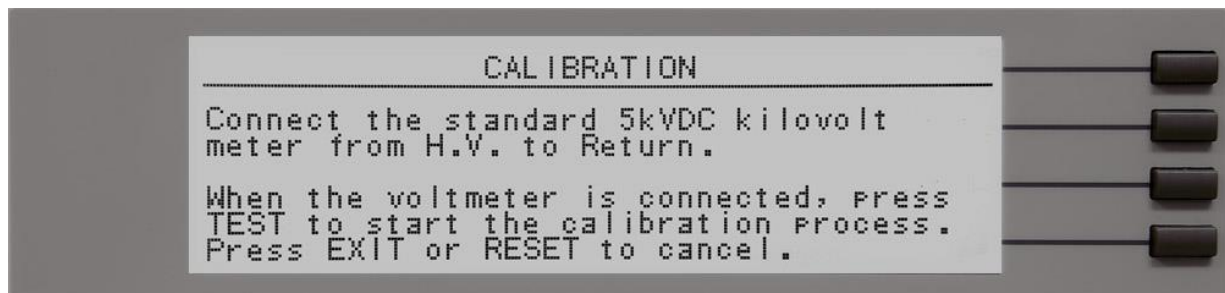 CALIBRATION
Connect the standard 5kVDC kilovolt
meter from H.V. to Return.
When the voltmeter is connected, press
TEST to start the calibration process.
Press EXIT or RESET to cancel.